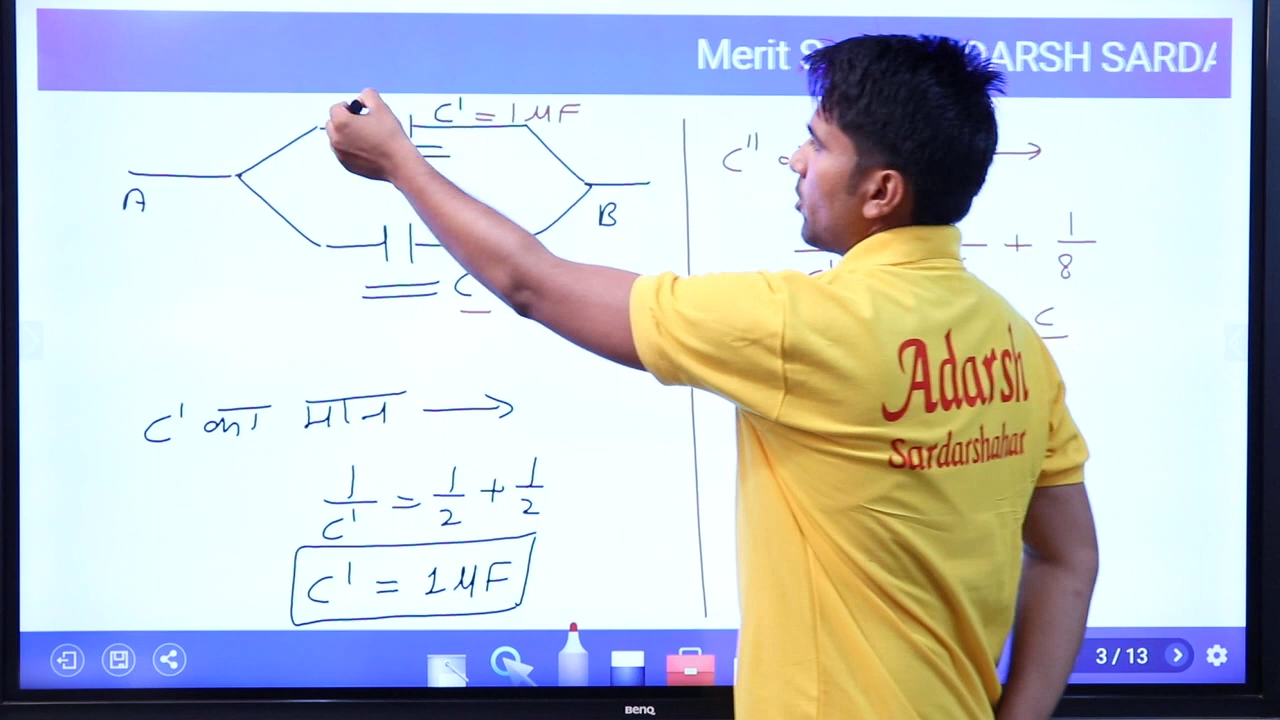 Merit S ARSH SARDA
C' = 1 μF
A
B
C
C' का मान →
1/C' = 1/2 + 1/2
C' = 1 μF
C"
+ 1/8
C
Adarsh
Sardarshahar
3 / 13
BenQ